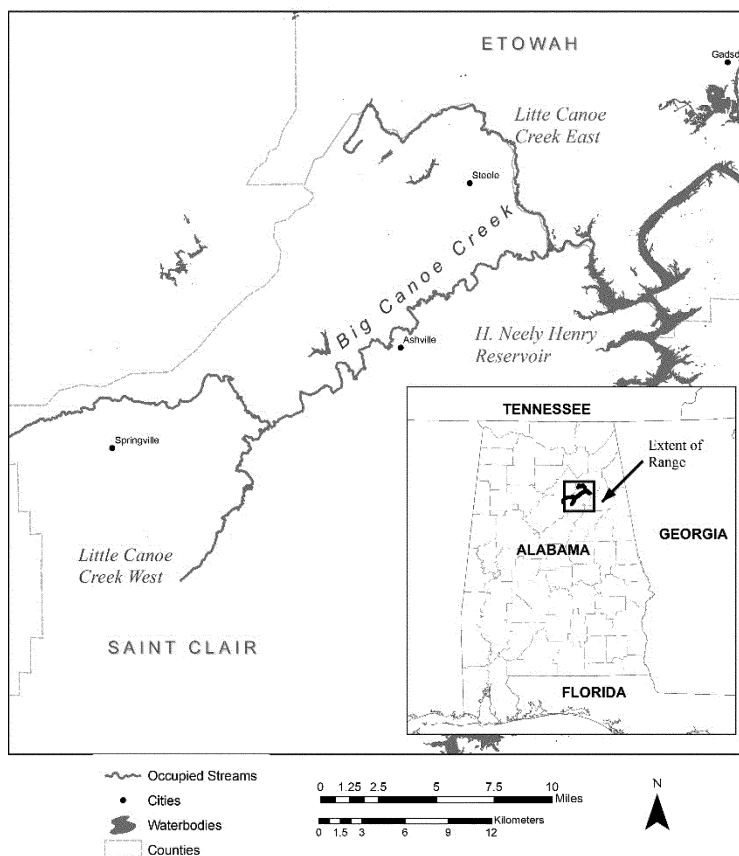 ETOWAH
Gadsd
Litte Canoe
Creek East
Steele
Big Canoe Creek
H. Neely Henry
Reservoir
Ashville
Springville
Little Canoe
Creek West
SAINT CLAIR
TENNESSEE
Extent of
Range
ALABAMA
GEORGIA
FLORIDA
Occupied Streams
Cities
Waterbodies
Counties
0 1.25 2.5 5 7.5 10
Miles
0 1.5 3 6 9 12
Kilometers
N